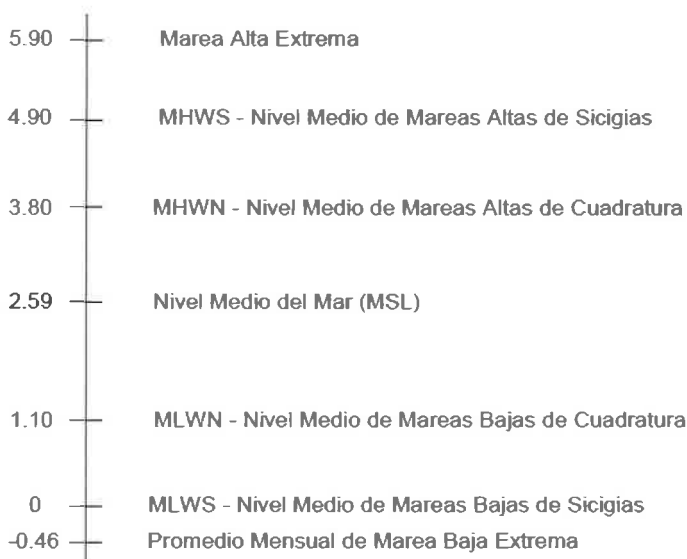 5.90 Marea Alta Extrema
4.90 MHWS - Nivel Medio de Mareas Altas de Sicigias
3.80 MHWN - Nivel Medio de Mareas Altas de Cuadratura
2.59 Nivel Medio del Mar (MSL)
1.10 MLWN - Nivel Medio de Mareas Bajas de Cuadratura
0 MLWS - Nivel Medio de Mareas Bajas de Sicigias
-0.46 Promedio Mensual de Marea Baja Extrema